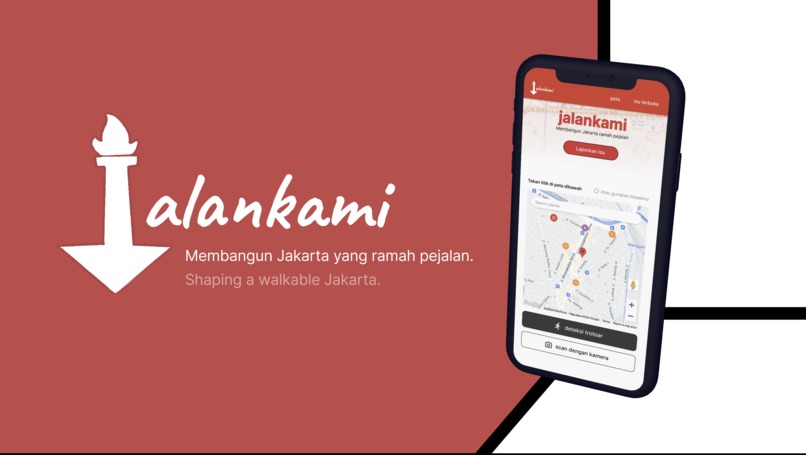 alankami
Membangun Jakarta yang ramah pejalan.
Shaping a walkable Jakarta.
alankami
peta
isu terbuka
jalankami
Membangun Jakarta ramah pejalan
Laporkan isu
Tekan titik di peta dibawah
Atau gunakan lokasimu
Search places
deteksi trotoar
scan dengan kamera